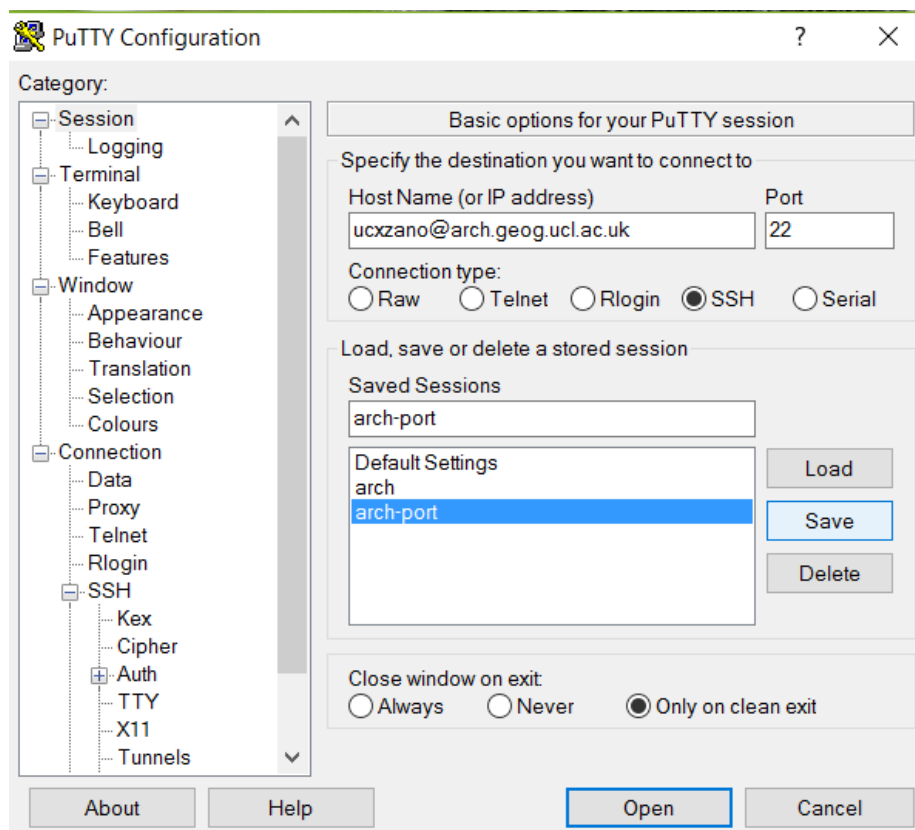 PuTTY Configuration
?
Category:
Session
Logging
Terminal
Keyboard
Bell
Features
Window
Appearance
Behaviour
Translation
Selection
Colours
Connection
Data
Proxy
Telnet
Rlogin
SSH
Kex
Cipher
Auth
TTY
X11
Tunnels
Basic options for your PuTTY session
Specify the destination you want to connect to
Host Name (or IP address) Port
ucxzano@arch.geog.ucl.ac.uk 22
Connection type:
Raw Telnet Rlogin SSH Serial
Load, save or delete a stored session
Saved Sessions
arch-port
Default Settings
arch
arch-port
Load
Save
Delete
Close window on exit:
Always Never Only on clean exit
About Help Open Cancel